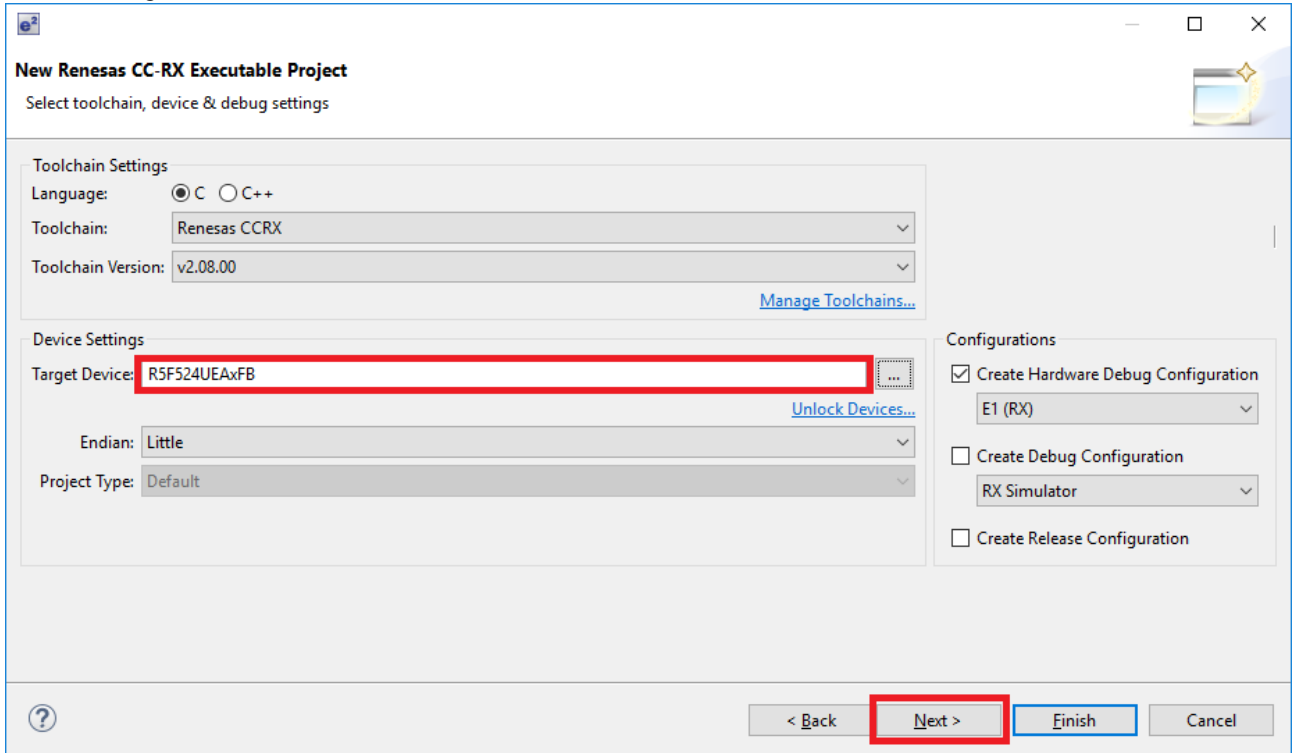 e²
New Renesas CC-RX Executable Project
Select toolchain, device & debug settings
Toolchain Settings
Language: C C++
Toolchain: Renesas CCRX
Toolchain Version: v2.08.00
Manage Toolchains...
Device Settings
Target Device: R5F524UEAxFB ...
Unlock Devices...
Endian: Little
Project Type: Default
Configurations
Create Hardware Debug Configuration
E1 (RX)
Create Debug Configuration
RX Simulator
Create Release Configuration
? < Back Next > Finish Cancel